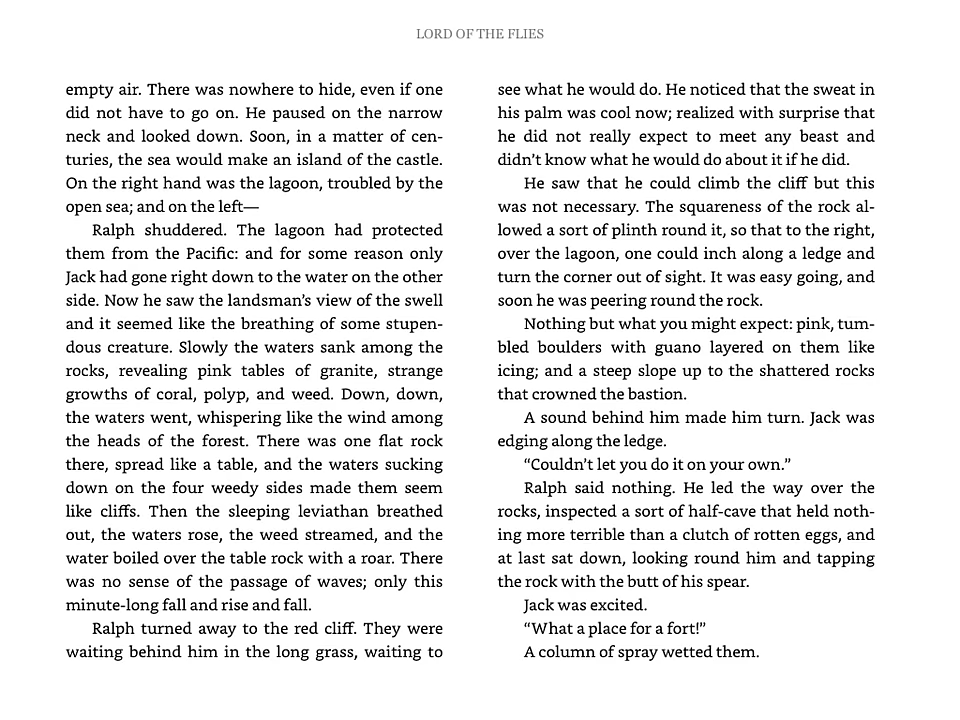 LORD OF THE FLIES
empty air. There was nowhere to hide, even if one
did not have to go on. He paused on the narrow
neck and looked down. Soon, in a matter of cen-
turies, the sea would make an island of the castle.
On the right hand was the lagoon, troubled by the
open sea; and on the left—
Ralph shuddered. The lagoon had protected
them from the Pacific: and for some reason only
Jack had gone right down to the water on the other
side. Now he saw the landsman’s view of the swell
and it seemed like the breathing of some stupen-
dous creature. Slowly the waters sank among the
rocks, revealing pink tables of granite, strange
growths of coral, polyp, and weed. Down, down,
the waters went, whispering like the wind among
the heads of the forest. There was one flat rock
there, spread like a table, and the waters sucking
down on the four weedy sides made them seem
like cliffs. Then the sleeping leviathan breathed
out, the waters rose, the weed streamed, and the
water boiled over the table rock with a roar. There
was no sense of the passage of waves; only this
minute-long fall and rise and fall.
Ralph turned away to the red cliff. They were
waiting behind him in the long grass, waiting to
see what he would do. He noticed that the sweat in
his palm was cool now; realized with surprise that
he did not really expect to meet any beast and
didn’t know what he would do about it if he did.
He saw that he could climb the cliff but this
was not necessary. The squareness of the rock al-
lowed a sort of plinth round it, so that to the right,
over the lagoon, one could inch along a ledge and
turn the corner out of sight. It was easy going, and
soon he was peering round the rock.
Nothing but what you might expect: pink, tum-
bled boulders with guano layered on them like
icing; and a steep slope up to the shattered rocks
that crowned the bastion.
A sound behind him made him turn. Jack was
edging along the ledge.
“Couldn’t let you do it on your own.”
Ralph said nothing. He led the way over the
rocks, inspected a sort of half-cave that held noth-
ing more terrible than a clutch of rotten eggs, and
at last sat down, looking round him and tapping
the rock with the butt of his spear.
Jack was excited.
“What a place for a fort!”
A column of spray wetted them.